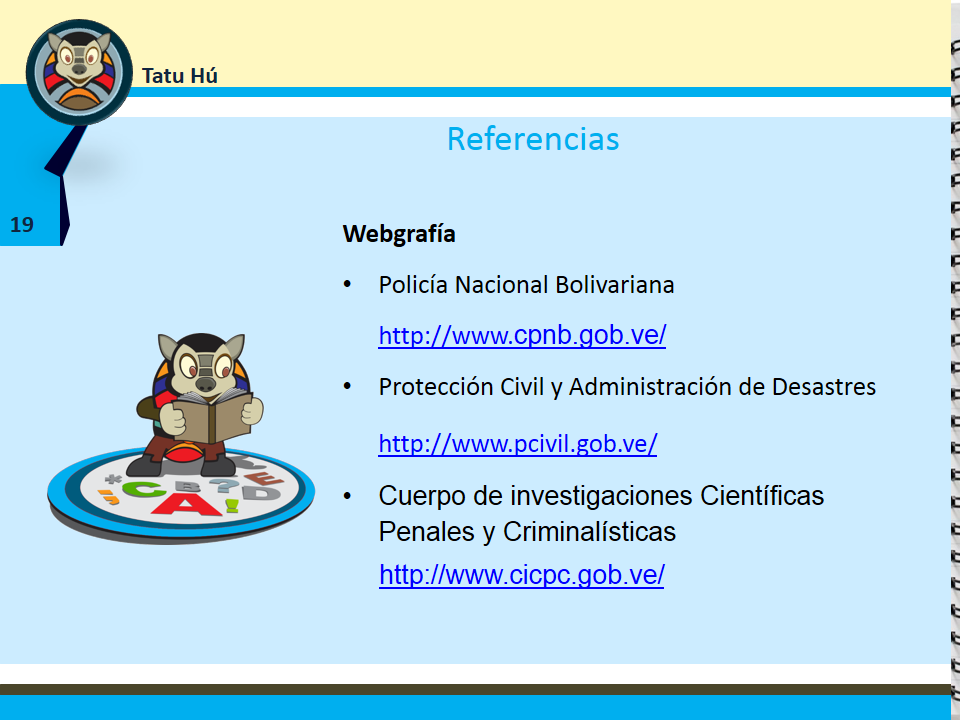 Tatu Hú
Referencias
19
Webgrafía
• Policía Nacional Bolivariana
http://www.cpnb.gob.ve/
• Protección Civil y Administración de Desastres
http://www.pcivil.gob.ve/
• Cuerpo de investigaciones Científicas
Penales y Criminalísticas
http://www.cicpc.gob.ve/
* C B ? E
A ! D